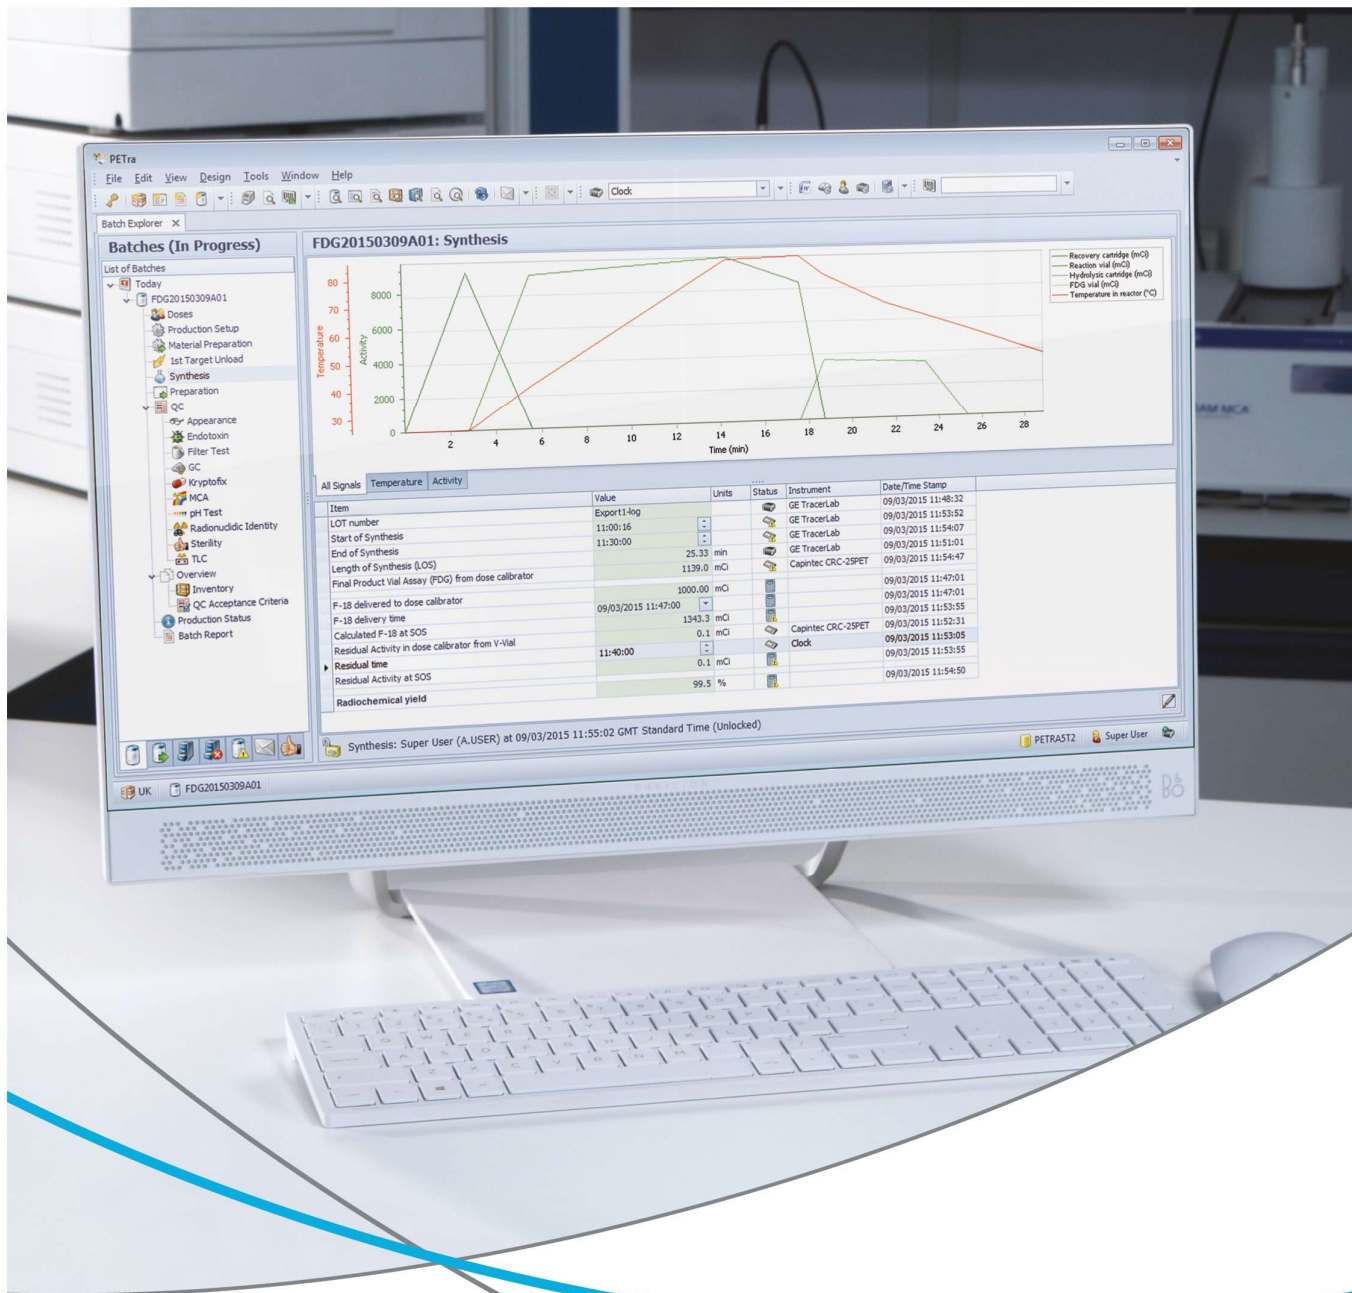 PETra
File Edit View Design Tools Window Help
Clock
Batch Explorer X
Batches (In Progress)
List of Batches
Today
FDG20150309A01
Doses
Production Setup
Material Preparation
1st Target Unload
Synthesis
Preparation
QC
Appearance
Endotoxin
Filter Test
GC
Kryptofix
MCA
pH Test
Radionuclidic Identity
Sterility
TLC
Overview
Inventory
QC Acceptance Criteria
Production Status
Batch Report
FDG20150309A01: Synthesis
Recovery cartridge (mCi)
Reaction vial (mCi)
Hydrolysis cartridge (mCi)
FDG vial (mCi)
Temperature in reactor (°C)
Temperature
80
70
60
50
40
30
Activity
8000
6000
4000
2000
0
2 4 6 8 10 12 14 16 18 20 22 24 26 28
Time (min)
All Signals Temperature Activity
Item Value Units Status Instrument Date/Time Stamp
LOT number Export1-log GE TracerLab 09/03/2015 11:48:32
Start of Synthesis 11:00:16 GE TracerLab 09/03/2015 11:53:52
End of Synthesis 11:30:00 GE TracerLab 09/03/2015 11:54:07
Length of Synthesis (LOS) 25.33 min GE TracerLab 09/03/2015 11:51:01
Final Product Vial Assay (FDG) from dose calibrator 1139.0 mCi Capintec CRC-25PET 09/03/2015 11:54:47
F-18 delivered to dose calibrator 1000.00 mCi 09/03/2015 11:47:01
F-18 delivery time 09/03/2015 11:47:00 09/03/2015 11:47:01
Calculated F-18 at SOS 1343.3 mCi 09/03/2015 11:53:55
Residual Activity in dose calibrator from V-Vial 0.1 mCi Capintec CRC-25PET 09/03/2015 11:52:31
Residual time 11:40:00 Clock 09/03/2015 11:53:05
Residual Activity at SOS 0.1 mCi 09/03/2015 11:53:55
Radiochemical yield 99.5 % 09/03/2015 11:54:50
Synthesis: Super User (A.USER) at 09/03/2015 11:55:02 GMT Standard Time (Unlocked)
PETRAST2 Super User
UK FDG20150309A01
PAVILION
B&O
MCA